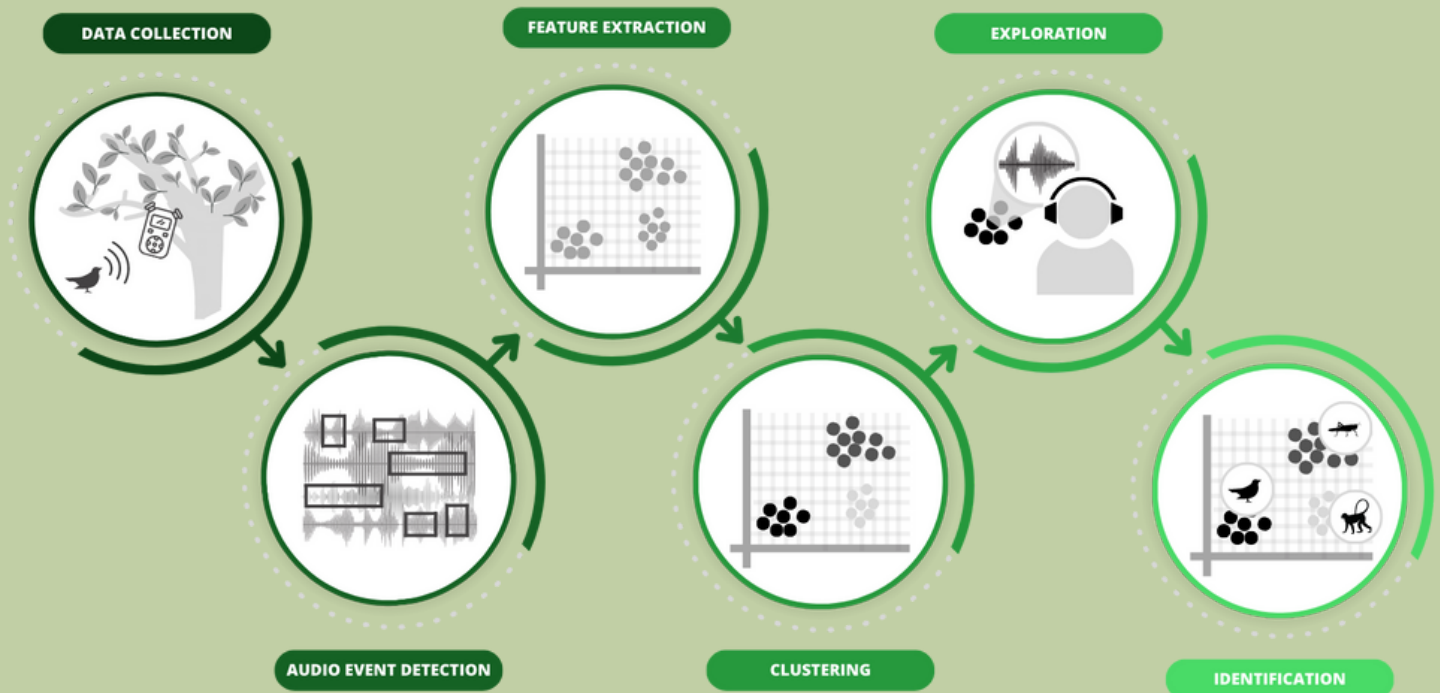 DATA COLLECTION
FEATURE EXTRACTION
EXPLORATION
AUDIO EVENT DETECTION
CLUSTERING
IDENTIFICATION